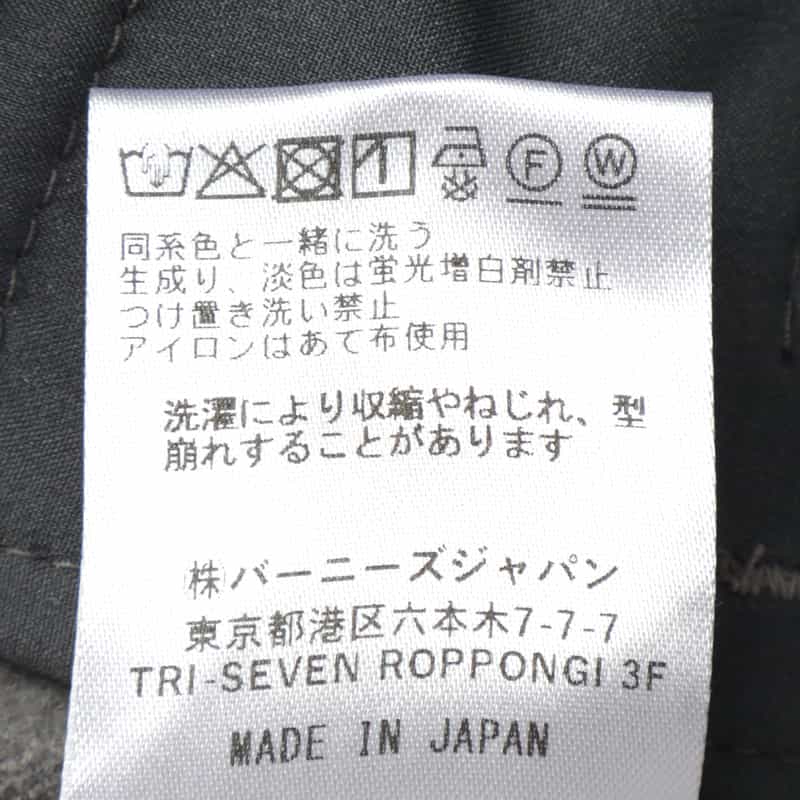 F W
同系色と一緒に洗う
生成り、淡色は蛍光増白剤禁止
つけ置き洗い禁止
アイロンはあて布使用
洗濯により収縮やねじれ、型
崩れすることがあります
㈱バーニーズジャパン
東京都港区六本木7-7-7
TRI-SEVEN ROPPONGI 3F
MADE IN JAPAN